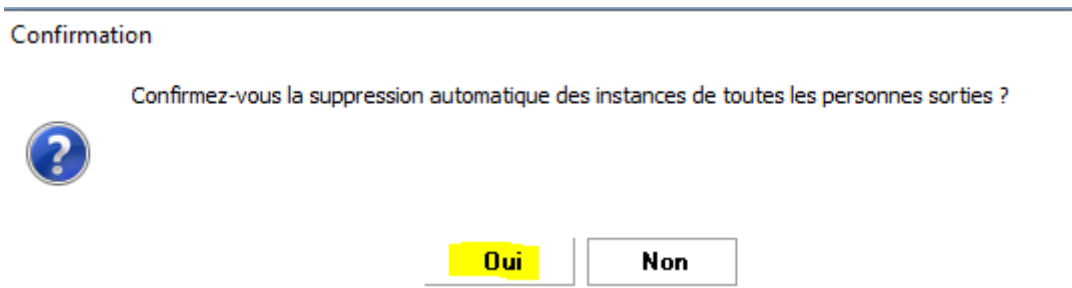 Confirmation
Confirmez-vous la suppression automatique des instances de toutes les personnes sorties ?
?
Oui
Non